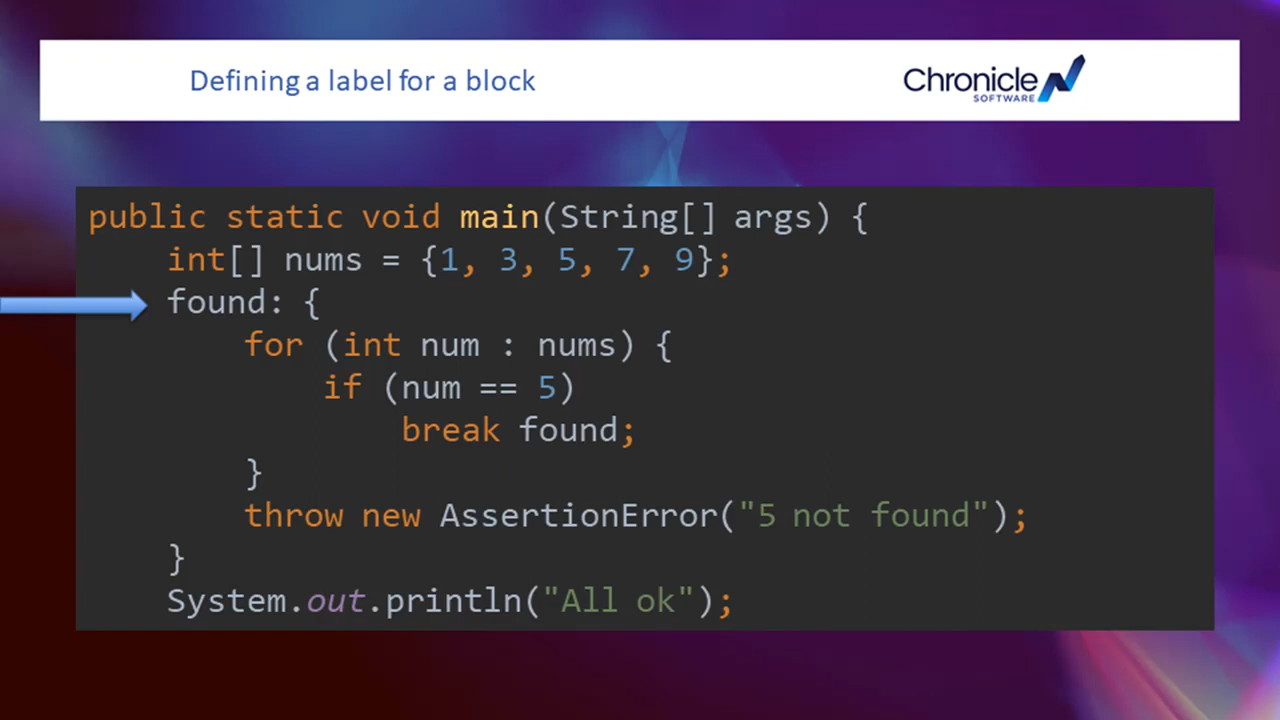 Defining a label for a block
Chronicle
SOFTWARE
public static void main(String[] args) {
    int[] nums = {1, 3, 5, 7, 9};
    found: {
        for (int num : nums) {
            if (num == 5)
                break found;
        }
        throw new AssertionError("5 not found");
    }
    System.out.println("All ok");